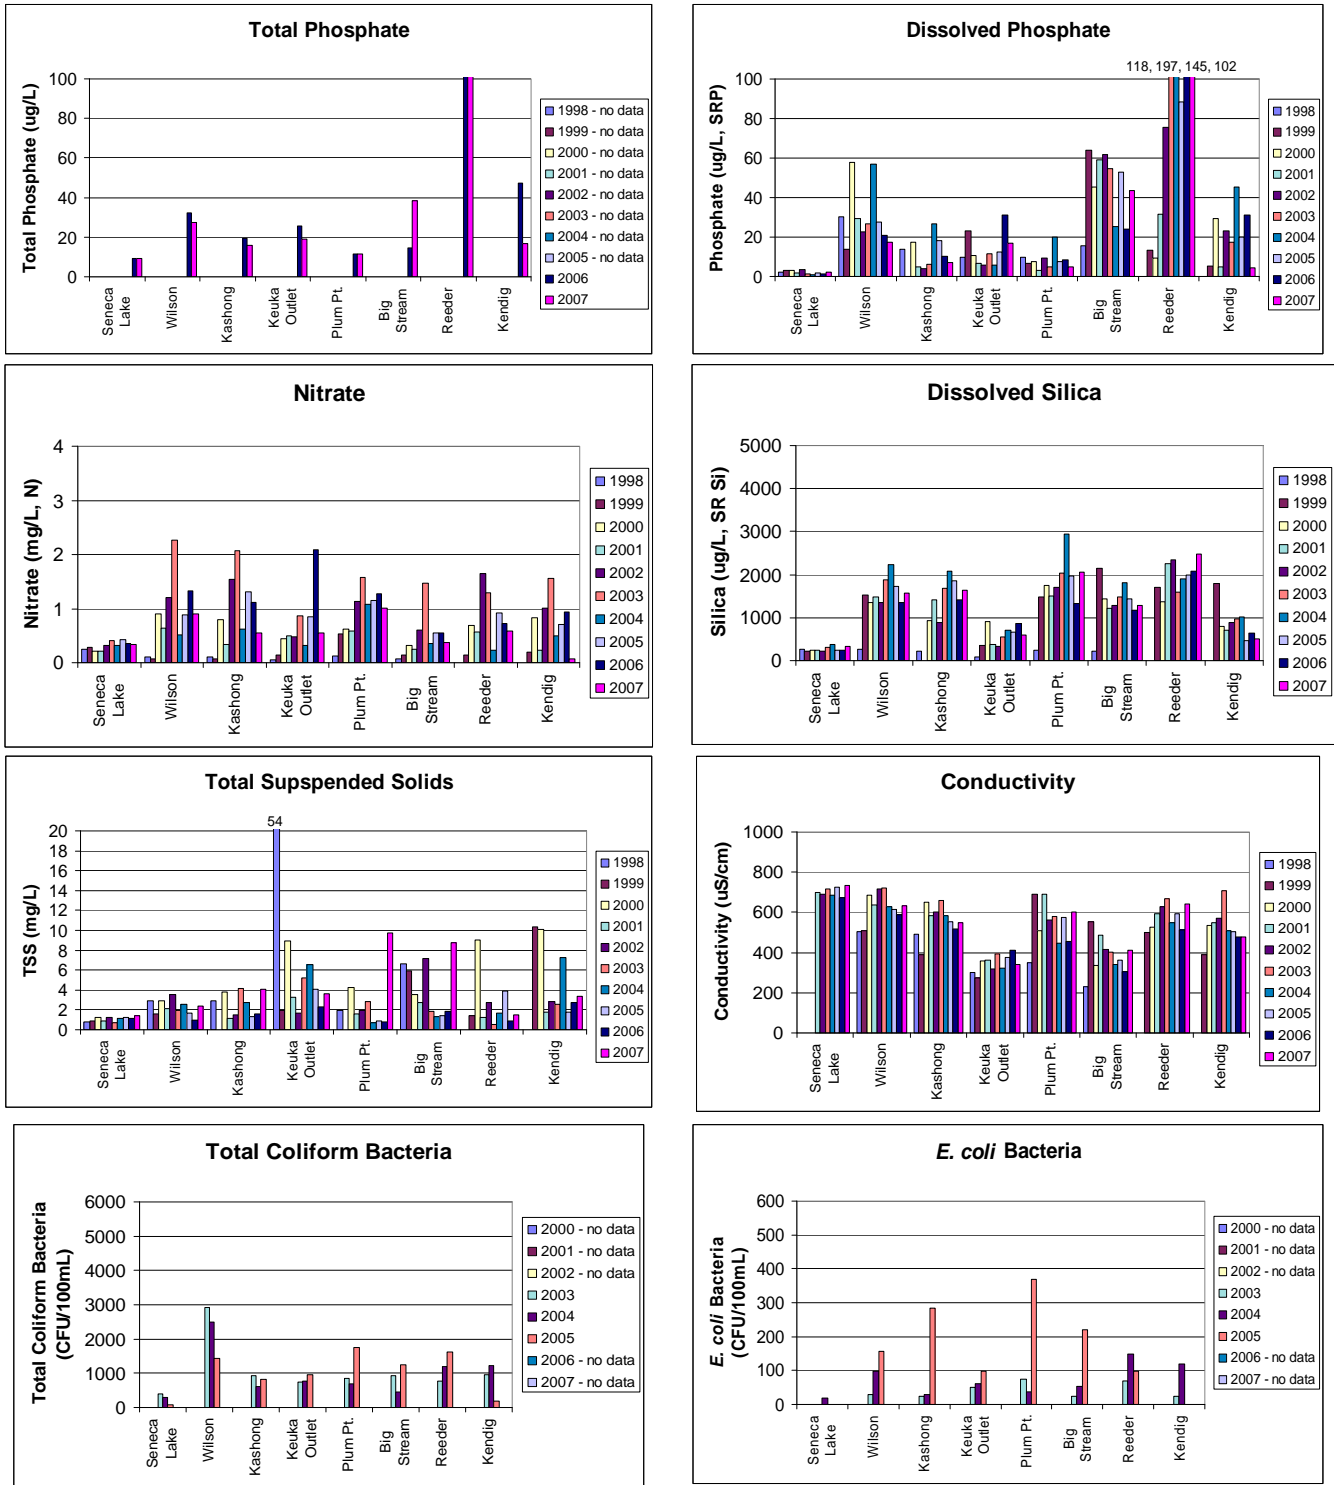 Total Phosphate
Total Phosphate (ug/L)
100
80
60
40
20
0
Seneca
Lake
Wilson
Kashong
Keuka
Outlet
Plum Pt.
Big
Stream
Reeder
Kendig
1998 - no data
1999 - no data
2000 - no data
2001 - no data
2002 - no data
2003 - no data
2004 - no data
2005 - no data
2006
2007
Dissolved Phosphate
118, 197, 145, 102
Phosphate (ug/L, SRP)
100
80
60
40
20
0
Seneca
Lake
Wilson
Kashong
Keuka
Outlet
Plum Pt.
Big
Stream
Reeder
Kendig
1998
1999
2000
2001
2002
2003
2004
2005
2006
2007
Nitrate
Nitrate (mg/L, N)
4
3
2
1
0
Seneca
Lake
Wilson
Kashong
Keuka
Outlet
Plum Pt.
Big
Stream
Reeder
Kendig
1998
1999
2000
2001
2002
2003
2004
2005
2006
2007
Dissolved Silica
Silica (ug/L, SR Si)
5000
4000
3000
2000
1000
0
Seneca
Lake
Wilson
Kashong
Keuka
Outlet
Plum Pt.
Big
Stream
Reeder
Kendig
1998
1999
2000
2001
2002
2003
2004
2005
2006
2007
Total Supspended Solids
54
TSS (mg/L)
20
18
16
14
12
10
8
6
4
2
0
Seneca
Lake
Wilson
Kashong
Keuka
Outlet
Plum Pt.
Big
Stream
Reeder
Kendig
1998
1999
2000
2001
2002
2003
2004
2005
2006
2007
Conductivity
Conductivity (uS/cm)
1000
800
600
400
200
0
Seneca
Lake
Wilson
Kashong
Keuka
Outlet
Plum Pt.
Big
Stream
Reeder
Kendig
1998
1999
2000
2001
2002
2003
2004
2005
2006
2007
Total Coliform Bacteria
Total Coliform Bacteria
(CFU/100mL)
6000
5000
4000
3000
2000
1000
0
Seneca
Lake
Wilson
Kashong
Keuka
Outlet
Plum Pt.
Big
Stream
Reeder
Kendig
2000 - no data
2001 - no data
2002 - no data
2003
2004
2005
2006 - no data
2007 - no data
E. coli Bacteria
E. coli Bacteria
(CFU/100mL)
600
500
400
300
200
100
0
Seneca
Lake
Wilson
Kashong
Keuka
Outlet
Plum Pt.
Big
Stream
Reeder
Kendig
2000 - no data
2001 - no data
2002 - no data
2003
2004
2005
2006 - no data
2007 - no data